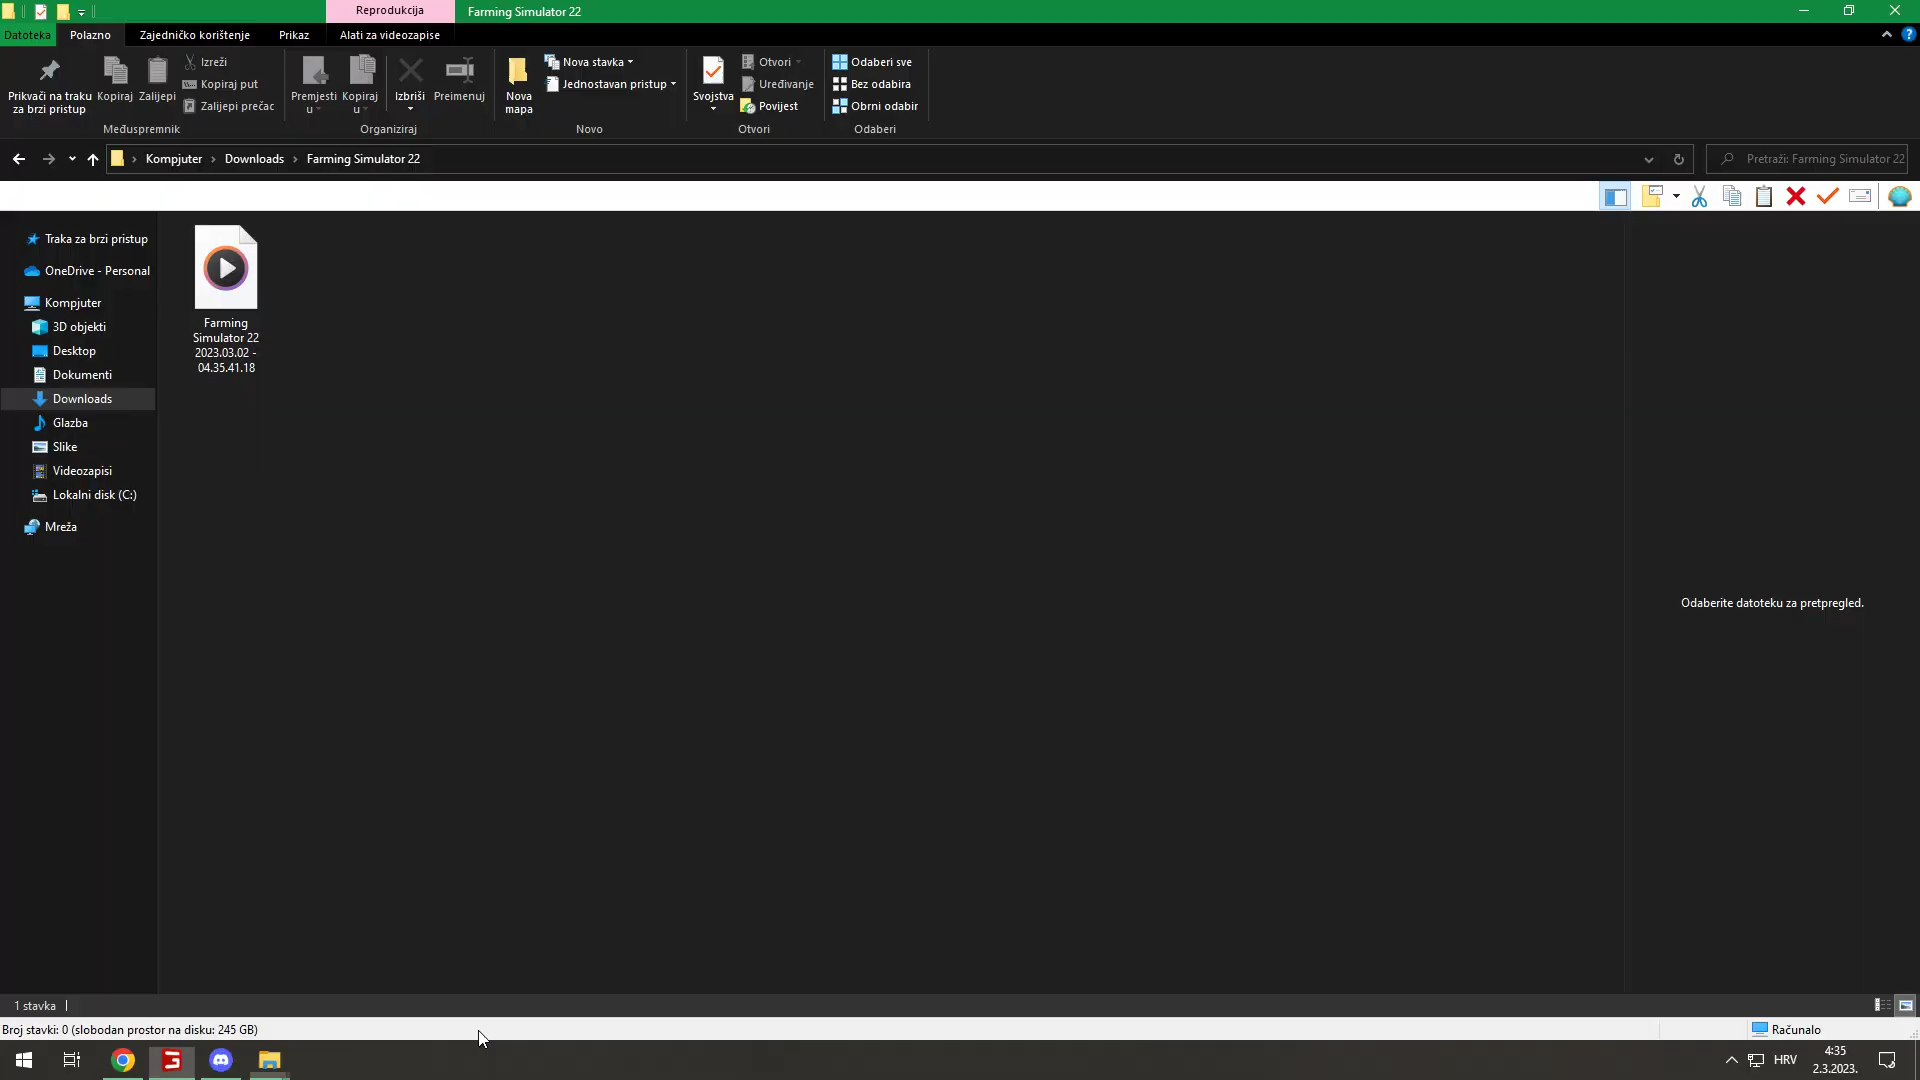 Reprodukcija
Farming Simulator 22
Datoteka
Polazno
Zajedničko korištenje
Prikaz
Alati za videozapise
Prikvači na traku
za brzi pristup
Kopiraj
Zalijepi
Izreži
Kopiraj put
Zalijepi prečac
Međuspremnik
Premjesti
u
Kopiraj
u
Izbriši
Preimenuj
Organiziraj
Nova
mapa
Nova stavka
Jednostavan pristup
Novo
Svojstva
Otvori
Uređivanje
Povijest
Otvori
Odaberi sve
Bez odabira
Obrni odabir
Odaberi
Kompjuter
Downloads
Farming Simulator 22
Pretraži: Farming Simulator 22
Traka za brzi pristup
OneDrive - Personal
Kompjuter
3D objekti
Desktop
Dokumenti
Downloads
Glazba
Slike
Videozapisi
Lokalni disk (C:)
Mreža
Farming
Simulator 22
2023.03.02 -
04.35.41.18
Odaberite datoteku za pretpregled.
1 stavka
Broj stavki: 0 (slobodan prostor na disku: 245 GB)
Računalo
HRV
4:35
2.3.2023.